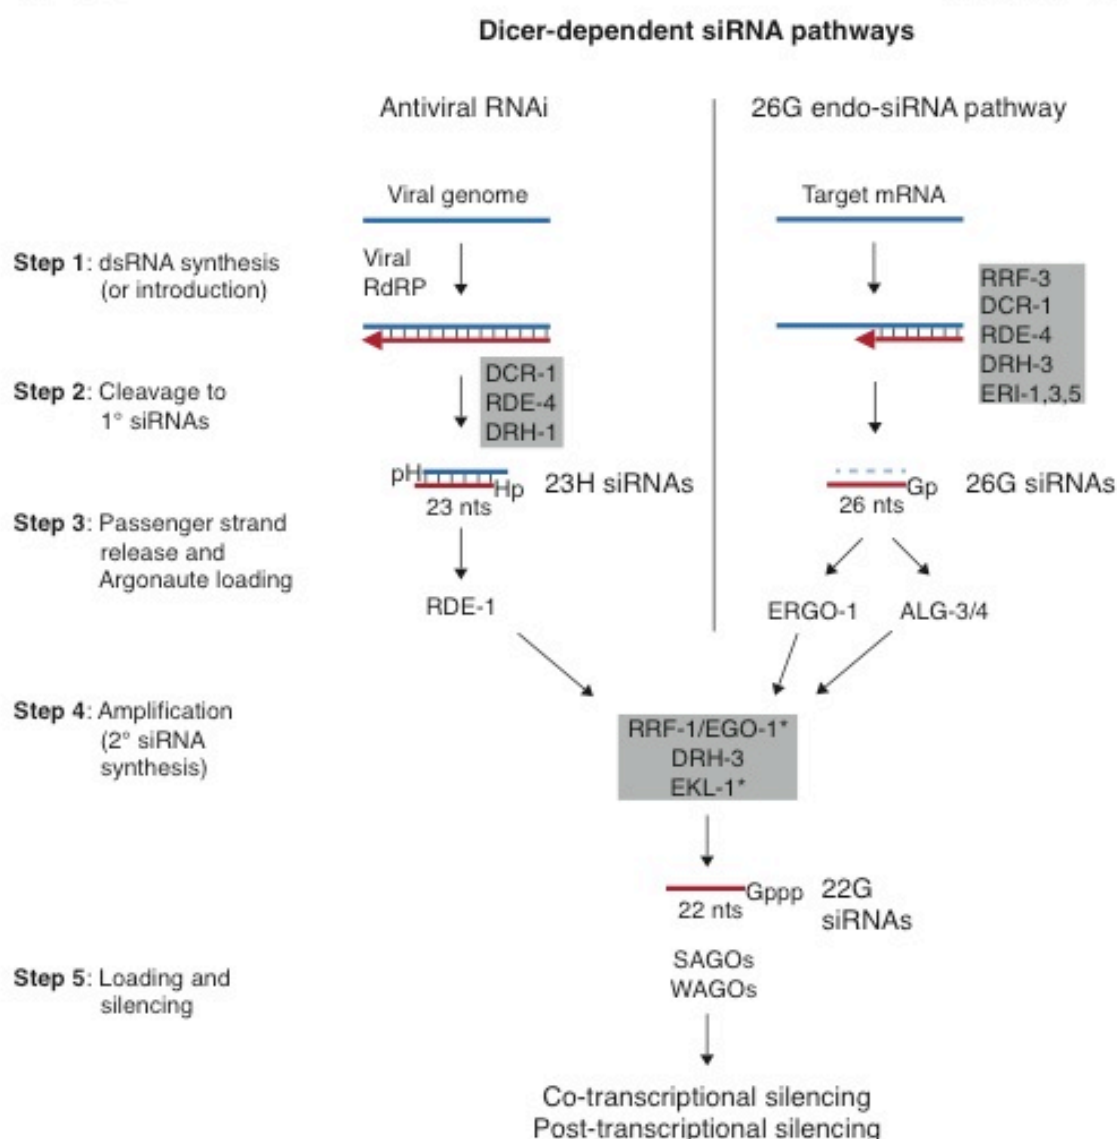 Dicer-dependent siRNA pathways
Antiviral RNAi
26G endo-siRNA pathway
Viral genome
Target mRNA
Step 1: dsRNA synthesis
(or introduction)
Viral
RdRP
RRF-3
DCR-1
RDE-4
DRH-3
ERI-1,3,5
Step 2: Cleavage to
1° siRNAs
DCR-1
RDE-4
DRH-1
pH
Hp
23 nts
23H siRNAs
Gp
26 nts
26G siRNAs
Step 3: Passenger strand
release and
Argonaute loading
RDE-1
ERGO-1
ALG-3/4
Step 4: Amplification
(2° siRNA
synthesis)
RRF-1/EGO-1*
DRH-3
EKL-1*
Gppp
22 nts
22G
siRNAs
Step 5: Loading and
silencing
SAGOs
WAGOs
Co-transcriptional silencing
Post-transcriptional silencing